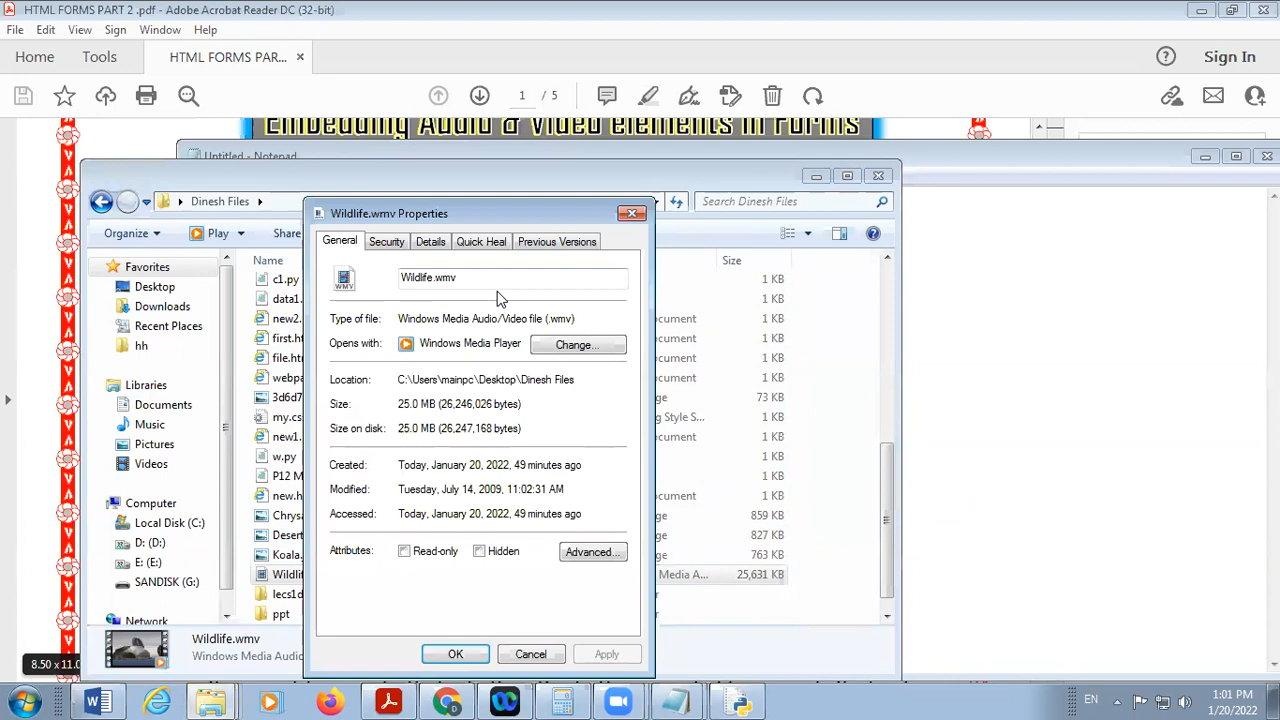 HTML FORMS PART 2 .pdf - Adobe Acrobat Reader DC (32-bit)
File Edit View Sign Window Help
Home Tools HTML FORMS PAR... × Sign In
1 / 5
Embedding Audio & Video elements in Forms
Untitled - Notepad
Dinesh Files
Search Dinesh Files
Organize Play Share
Wildlife.wmv Properties
General Security Details Quick Heal Previous Versions
Wildlife.wmv
Type of file: Windows Media Audio/Video file (.wmv)
Opens with: Windows Media Player Change...
Location: C:\Users\mainpc\Desktop\Dinesh Files
Size: 25.0 MB (26,246,026 bytes)
Size on disk: 25.0 MB (26,247,168 bytes)
Created: Today, January 20, 2022, 49 minutes ago
Modified: Tuesday, July 14, 2009, 11:02:31 AM
Accessed: Today, January 20, 2022, 49 minutes ago
Attributes: Read-only Hidden Advanced...
OK Cancel Apply
Favorites
Desktop
Downloads
Recent Places
hh
Libraries
Documents
Music
Pictures
Videos
Computer
Local Disk (C:)
D: (D:)
E: (E:)
SANDISK (G:)
Network
Name Size
c1.py 1 KB
data1. 1 KB
new2. ocument 1 KB
first.h ocument 1 KB
file.ht ocument 1 KB
webpa ocument 1 KB
3d6d7 ge 73 KB
my.cs ng Style S... 1 KB
new1. ocument 1 KB
w.py 1 KB
P12 M 1 KB
new.h ocument 1 KB
Chrys ge 859 KB
Desert ge 827 KB
Koala. ge 763 KB
Wildli Media A... 25,631 KB
lecs1d
ppt
Wildlife.wmv
Windows Media Audio
8.50 x 11.0
WMV
EN 1:01 PM
1/20/2022